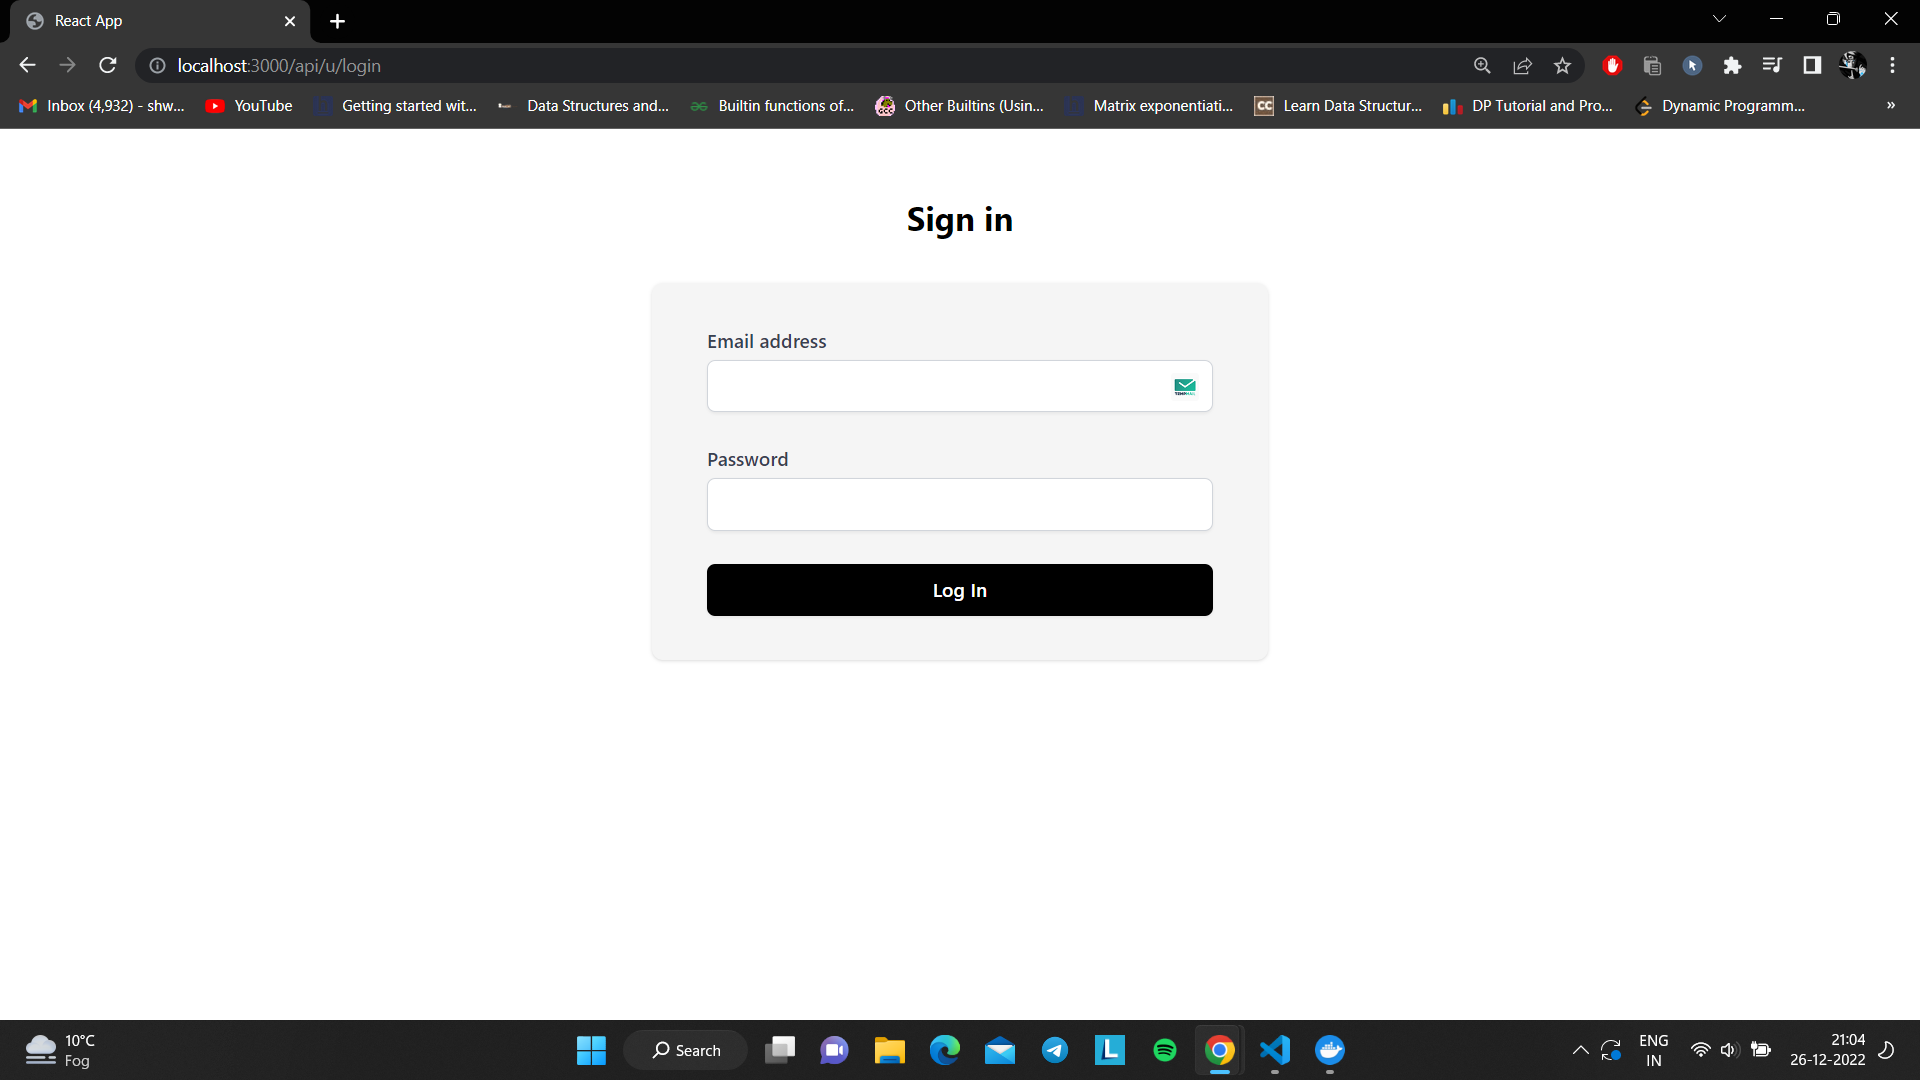 React App
localhost:3000/api/u/login
Inbox (4,932) - shw... YouTube Getting started wit... Data Structures and... Builtin functions of... Other Builtins (Usin... Matrix exponentiati... CC Learn Data Structur... DP Tutorial and Pro... Dynamic Programm... »
Sign in
Email address
Password
Log In
10°C
Fog
Search
L
ENG
IN
21:04
26-12-2022